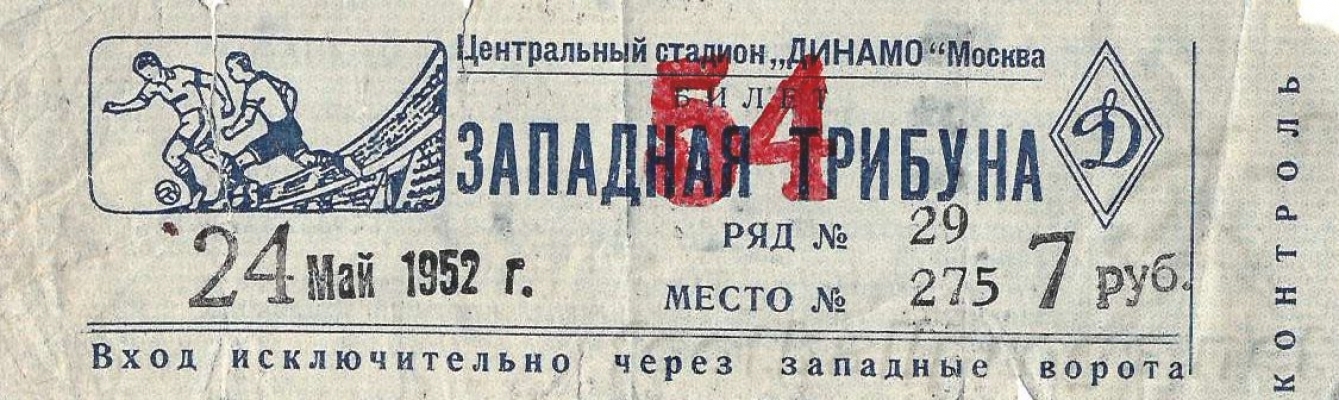 Центральный стадион „ДИНАМО“ Москва
БИЛЕТ
54
ЗАПАДНАЯ ТРИБУНА
Д
РЯД № 29
24 Май 1952 г.
МЕСТО № 275
7 руб.
Вход исключительно через западные ворота
КОНТРОЛЬ